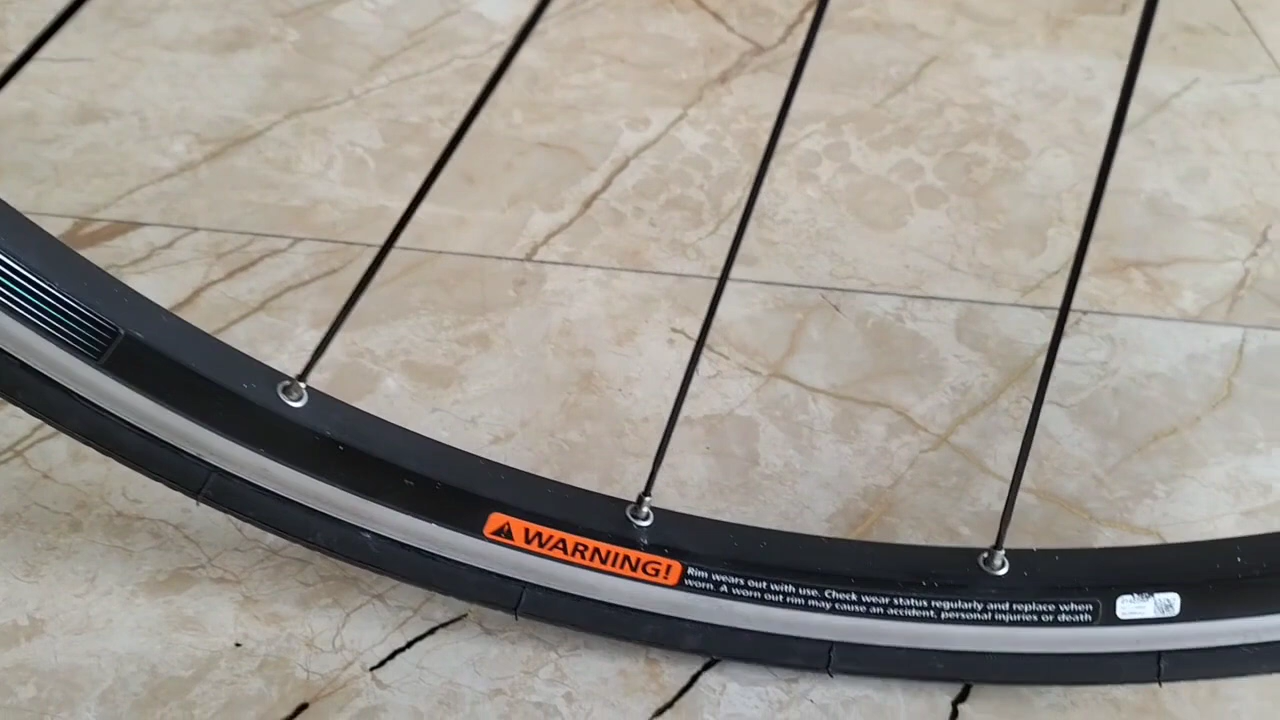 WARNING!
Rim wears out with use. Check wear status regularly and replace when
worn. A worn out rim may cause an accident, personal injuries or death